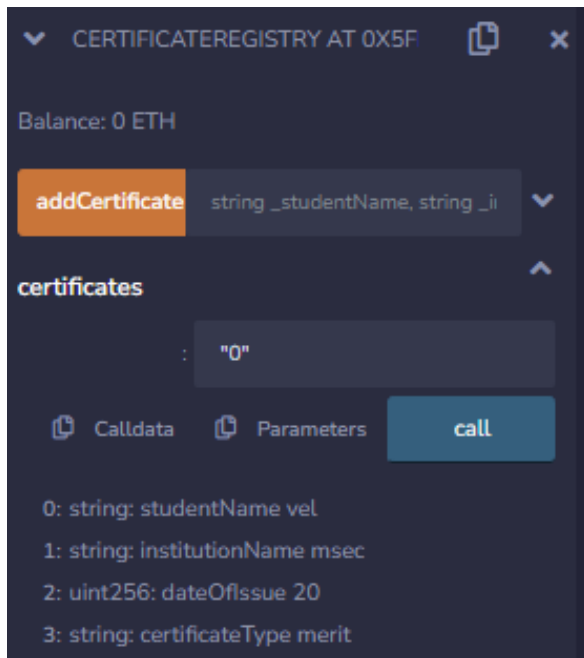 CERTIFICATEREGISTRY AT 0X5F
Balance: 0 ETH
addCertificate string _studentName, string _i
certificates
: "0"
Calldata Parameters call
0: string: studentName vel
1: string: institutionName msec
2: uint256: dateOfIssue 20
3: string: certificateType merit